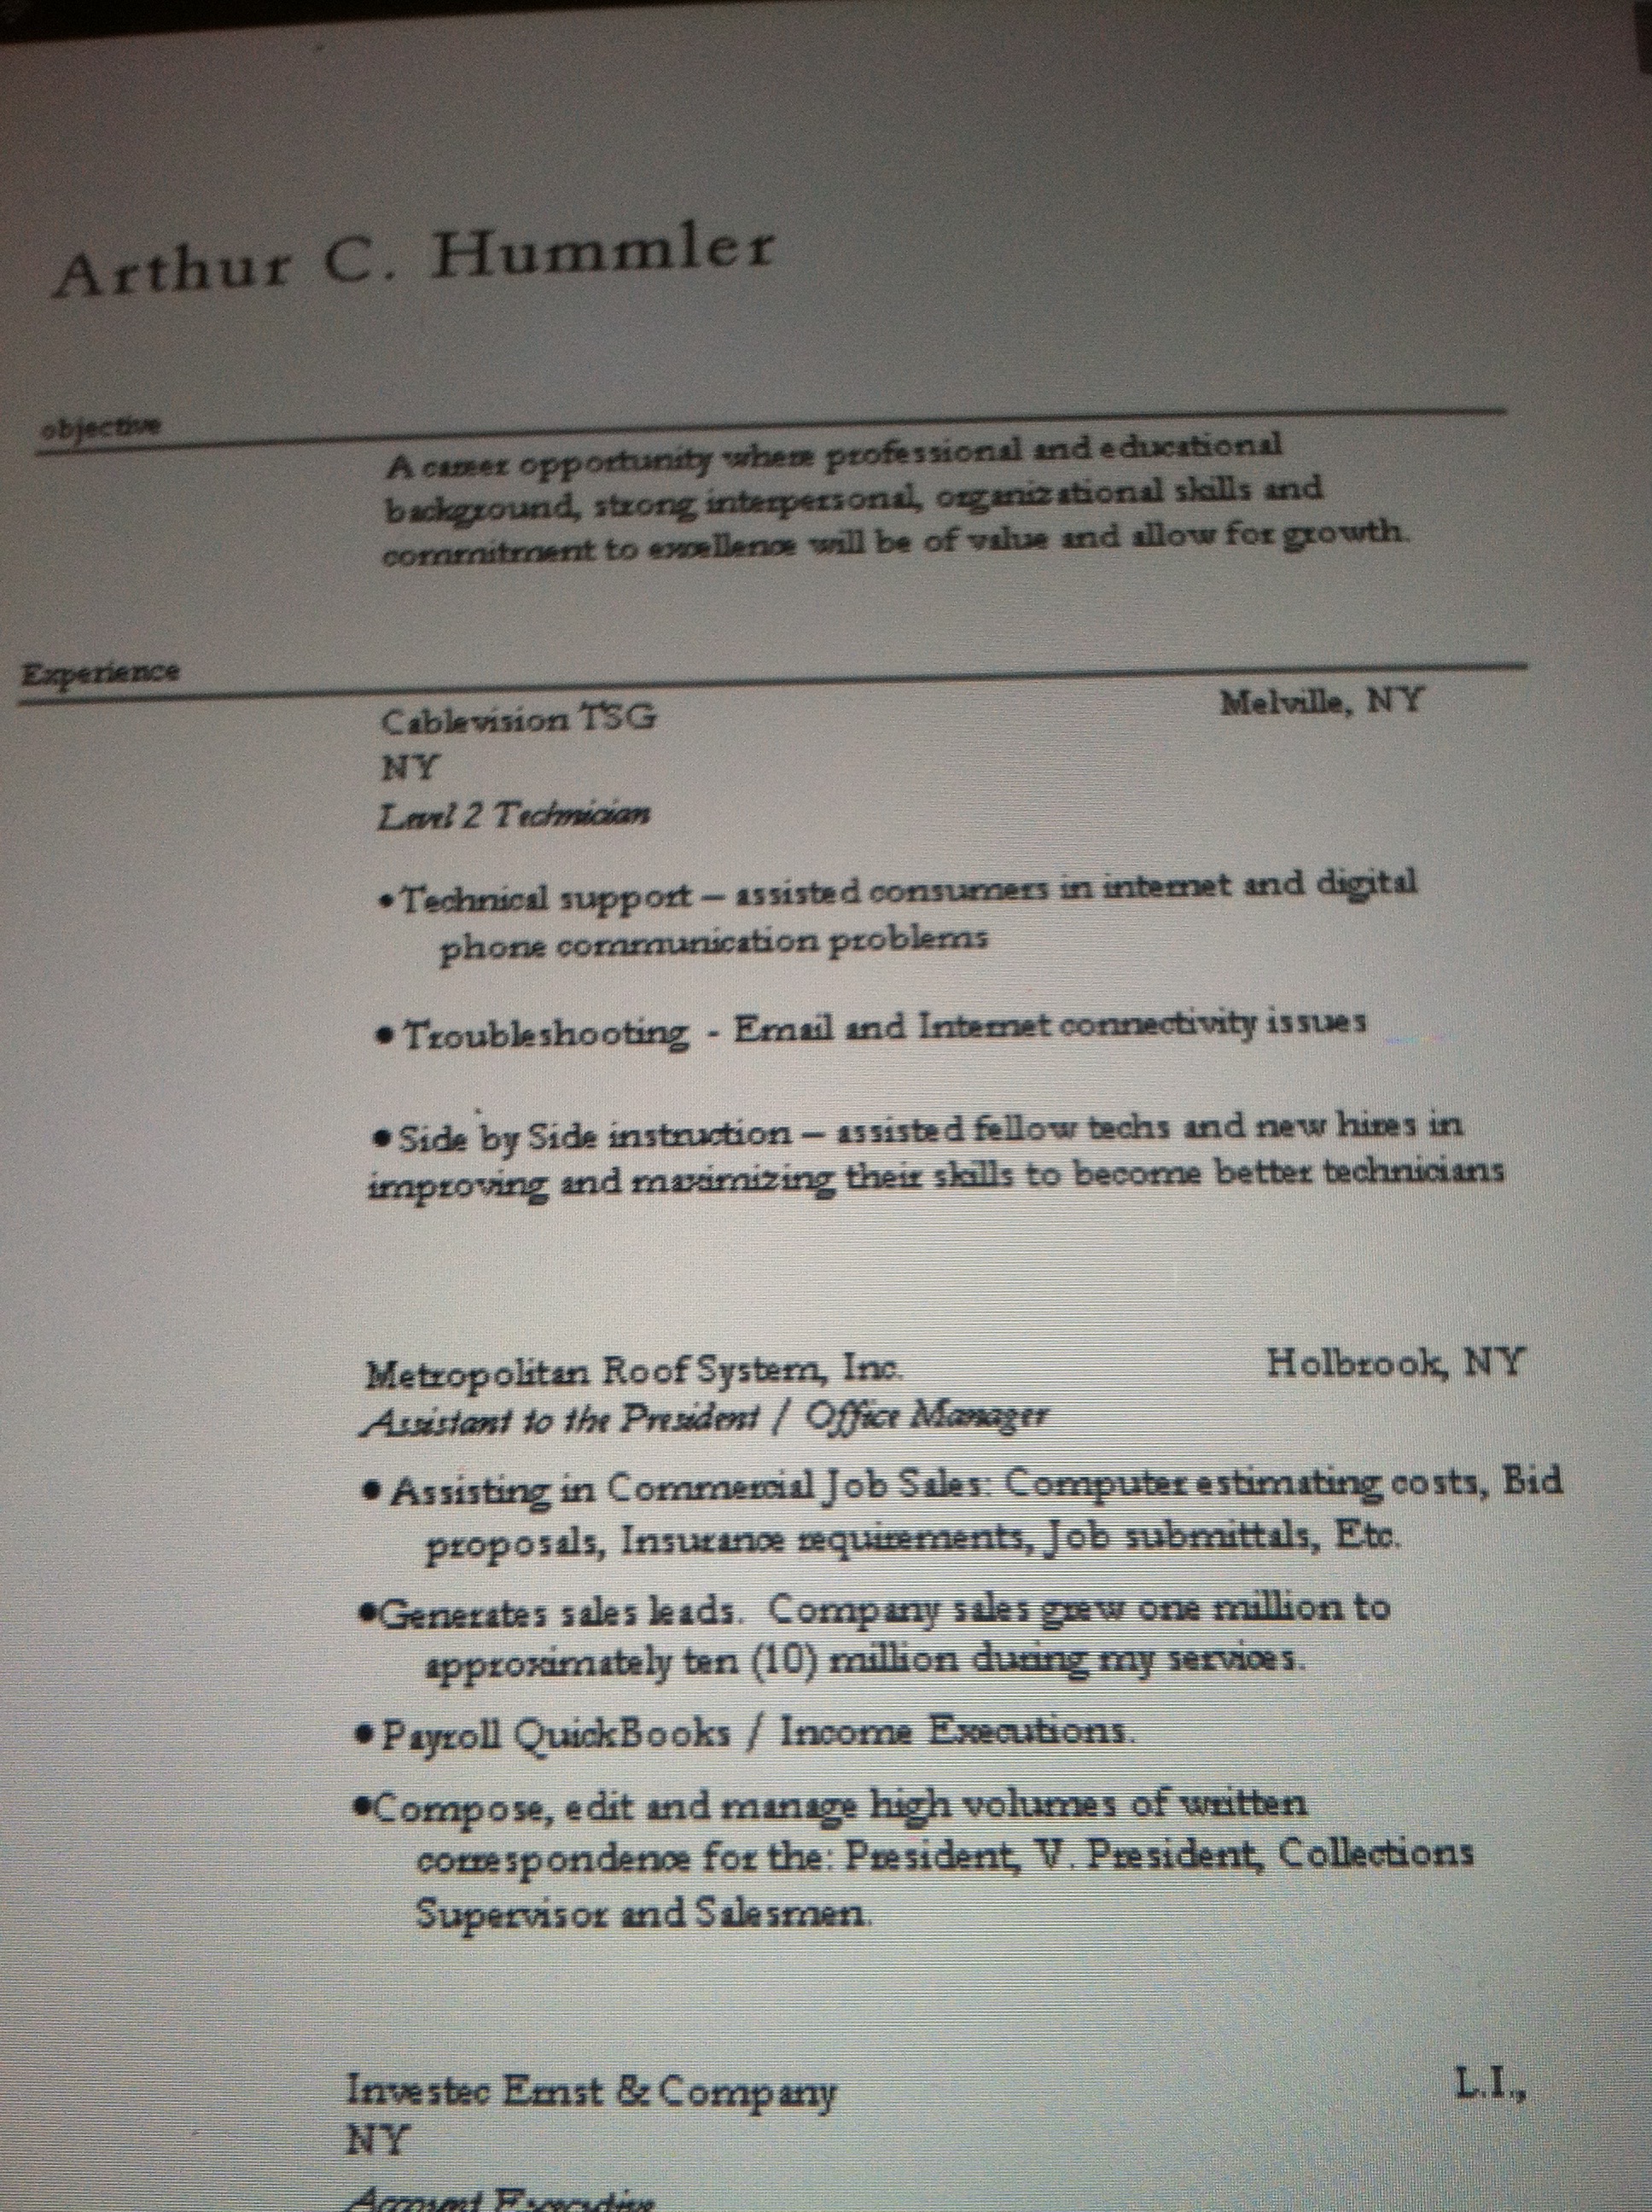 Arthur C. Hummler
objective
A career opportunity where professional and educational
background, strong interpersonal, organizational skills and
commitment to excellence will be of value and allow for growth.
Experience
Cablevision TSG Melville, NY
NY
Level 2 Technician
•Technical support – assisted consumers in internet and digital
phone communication problems
• Troubleshooting - Email and Internet connectivity issues
• Side by Side instruction – assisted fellow techs and new hires in
improving and maximizing their skills to become better technicians
Metropolitan Roof System, Inc. Holbrook, NY
Assistant to the President / Office Manager
• Assisting in Commercial Job Sales: Computer estimating costs, Bid
proposals, Insurance requirements, Job submittals, Etc.
•Generates sales leads. Company sales grew one million to
approximately ten (10) million during my services.
• Payroll QuickBooks / Income Executions.
•Compose, edit and manage high volumes of written
correspondence for the: President, V. President, Collections
Supervisor and Salesmen.
Investec Ernst & Company L.I.,
NY
Account Executive